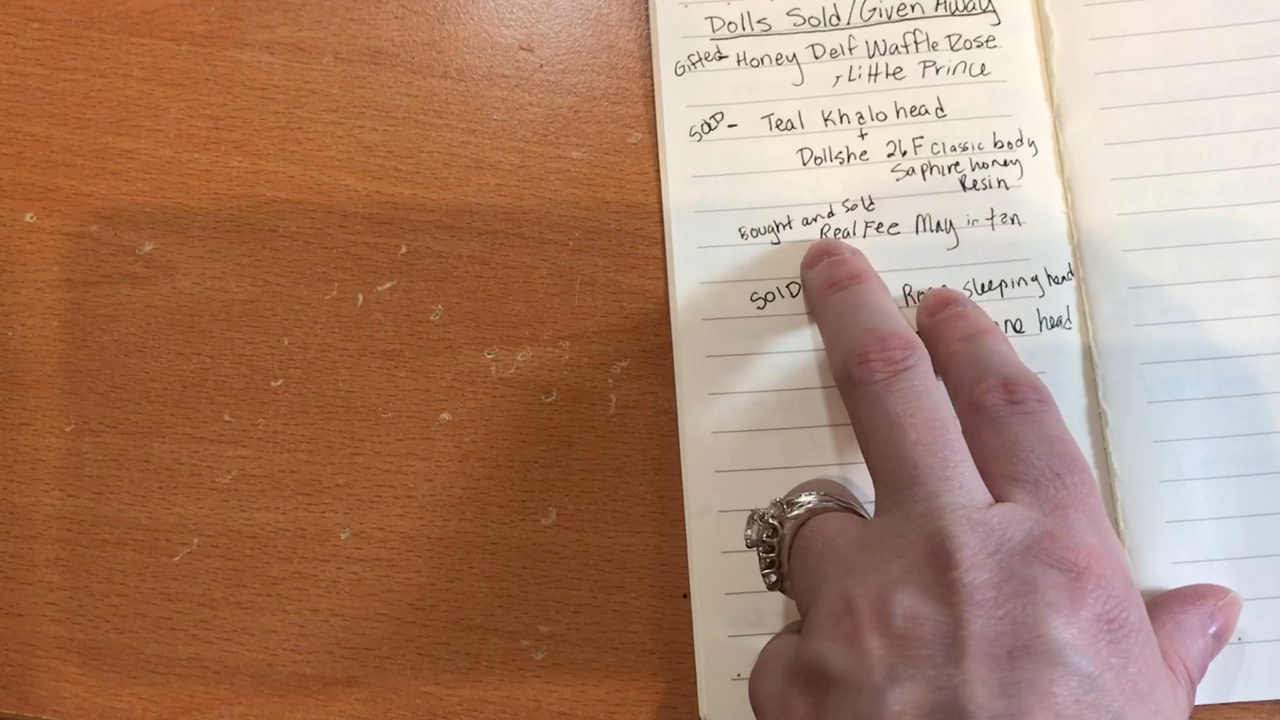 Dolls Sold/Given Away
Gifted Honey Delf Waffle Rose
, Little Prince
SOLD - Teal Khalo head
+
Dollshe 26F Classic body
Saphire honey
Resin
Bought and Sold
RealFee May in tan
SOLD sleeping head
head